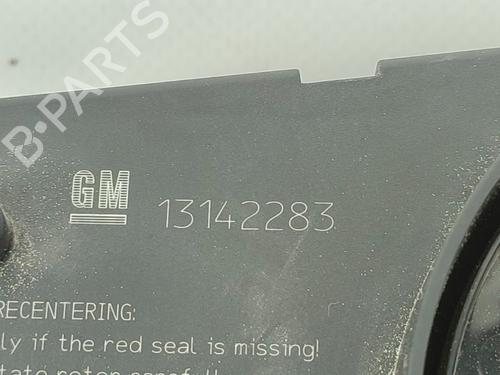 B-PARTS
GM
13142283
RECENTERING:
ly if the red seal is missing!